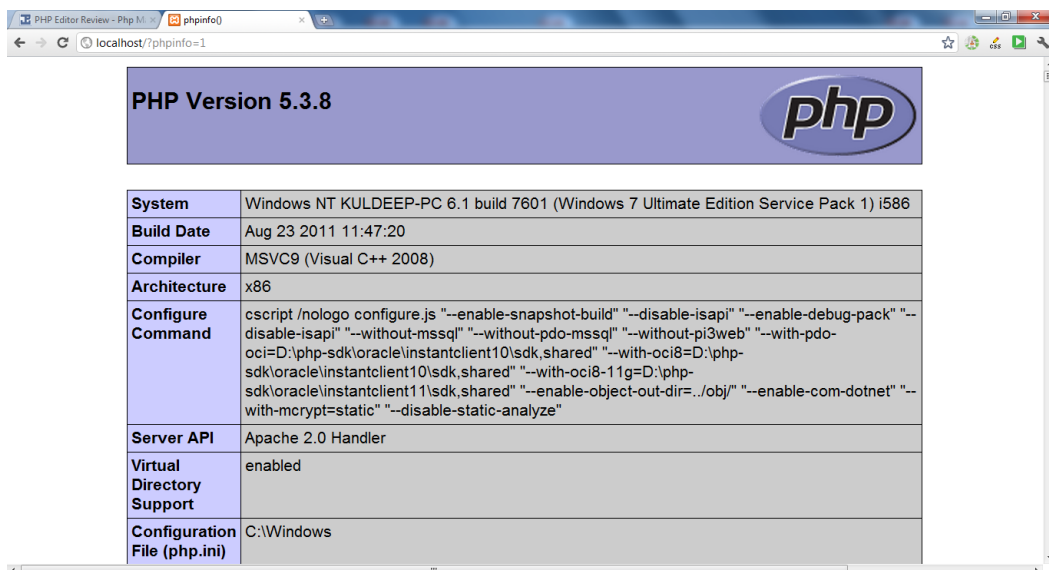 PHP Editor Review - Php M
phpinfo()
localhost/?phpinfo=1
css
PHP Version 5.3.8
php
System
Windows NT KULDEEP-PC 6.1 build 7601 (Windows 7 Ultimate Edition Service Pack 1) i586
Build Date
Aug 23 2011 11:47:20
Compiler
MSVC9 (Visual C++ 2008)
Architecture
x86
Configure
Command
cscript /nologo configure.js "--enable-snapshot-build" "--disable-isapi" "--enable-debug-pack" "--
disable-isapi" "--without-mssql" "--without-pdo-mssql" "--without-pi3web" "--with-pdo-
oci=D:\php-sdk\oracle\instantclient10\sdk,shared" "--with-oci8=D:\php-
sdk\oracle\instantclient10\sdk,shared" "--with-oci8-11g=D:\php-
sdk\oracle\instantclient11\sdk,shared" "--enable-object-out-dir=../obj/" "--enable-com-dotnet" "--
with-mcrypt=static" "--disable-static-analyze"
Server API
Apache 2.0 Handler
Virtual
Directory
Support
enabled
Configuration
File (php.ini)
C:\Windows